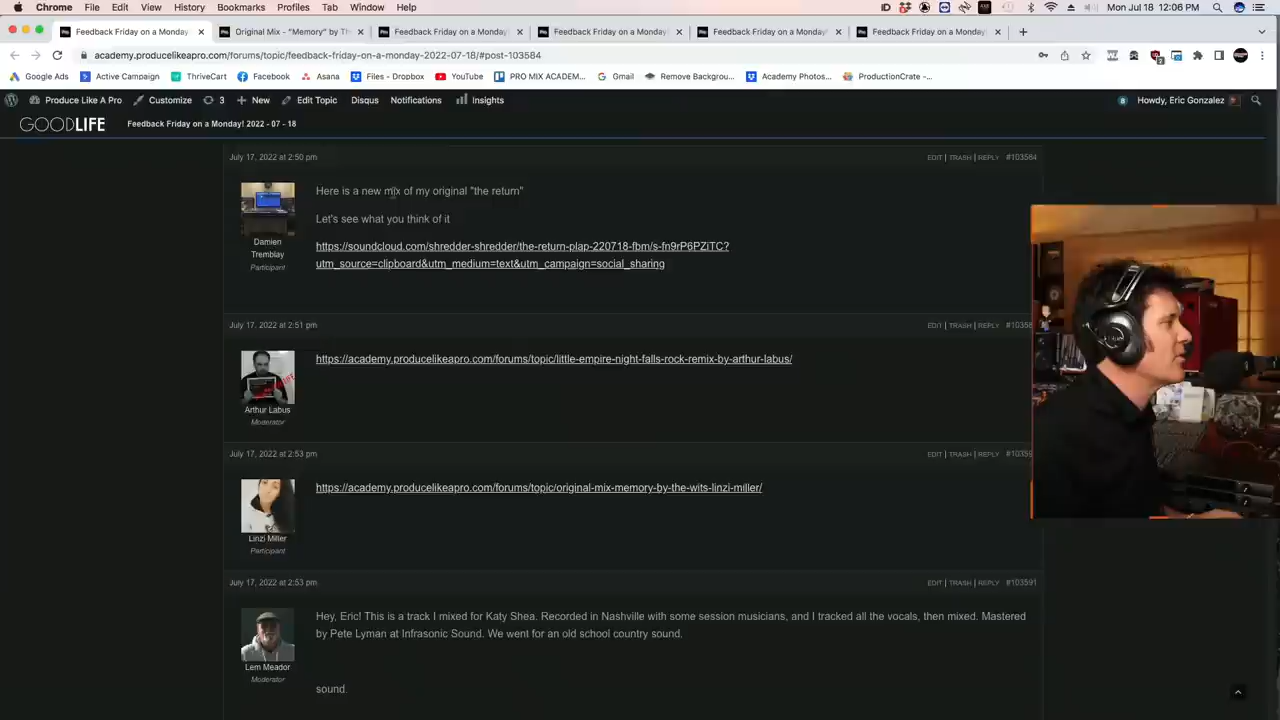 Chrome File Edit View History Bookmarks Profiles Tab Window Help
Mon Jul 18 12:06 PM
Feedback Friday on a Monday!
Original Mix - "Memory" by Th
Feedback Friday on a Monday!
Feedback Friday on a Monday!
Feedback Friday on a Monday!
Feedback Friday on a Monday!
academy.producelikeapro.com/forums/topic/feedback-friday-on-a-monday-2022-07-18/#post-103584
Google Ads Active Campaign ThriveCart Facebook Asana Files - Dropbox YouTube PRO MIX ACADEM... Gmail Remove Backgrou... Academy Photos... ProductionCrate -...
Produce Like A Pro Customize 3 New Edit Topic Disqus Notifications Insights
Howdy, Eric Gonzalez
GOODLIFE
Feedback Friday on a Monday! 2022 - 07 - 18
July 17, 2022 at 2:50 pm
EDIT | TRASH | REPLY #103584
Here is a new mix of my original "the return"
Let's see what you think of it
https://soundcloud.com/shredder-shredder/the-return-plap-220718-fbm/s-fn9rP6PZiTC?
utm_source=clipboard&utm_medium=text&utm_campaign=social_sharing
Damien
Tremblay
Participant
July 17, 2022 at 2:51 pm
EDIT | TRASH | REPLY
https://academy.producelikeapro.com/forums/topic/little-empire-night-falls-rock-remix-by-arthur-labus/
Arthur Labus
Moderator
July 17, 2022 at 2:53 pm
EDIT | TRASH | REPLY
https://academy.producelikeapro.com/forums/topic/original-mix-memory-by-the-wits-linzi-miller/
Linzi Miller
Participant
July 17, 2022 at 2:53 pm
EDIT | TRASH | REPLY #103591
Hey, Eric! This is a track I mixed for Katy Shea. Recorded in Nashville with some session musicians, and I tracked all the vocals, then mixed. Mastered
by Pete Lyman at Infrasonic Sound. We went for an old school country sound.
Lem Meador
Moderator
sound.